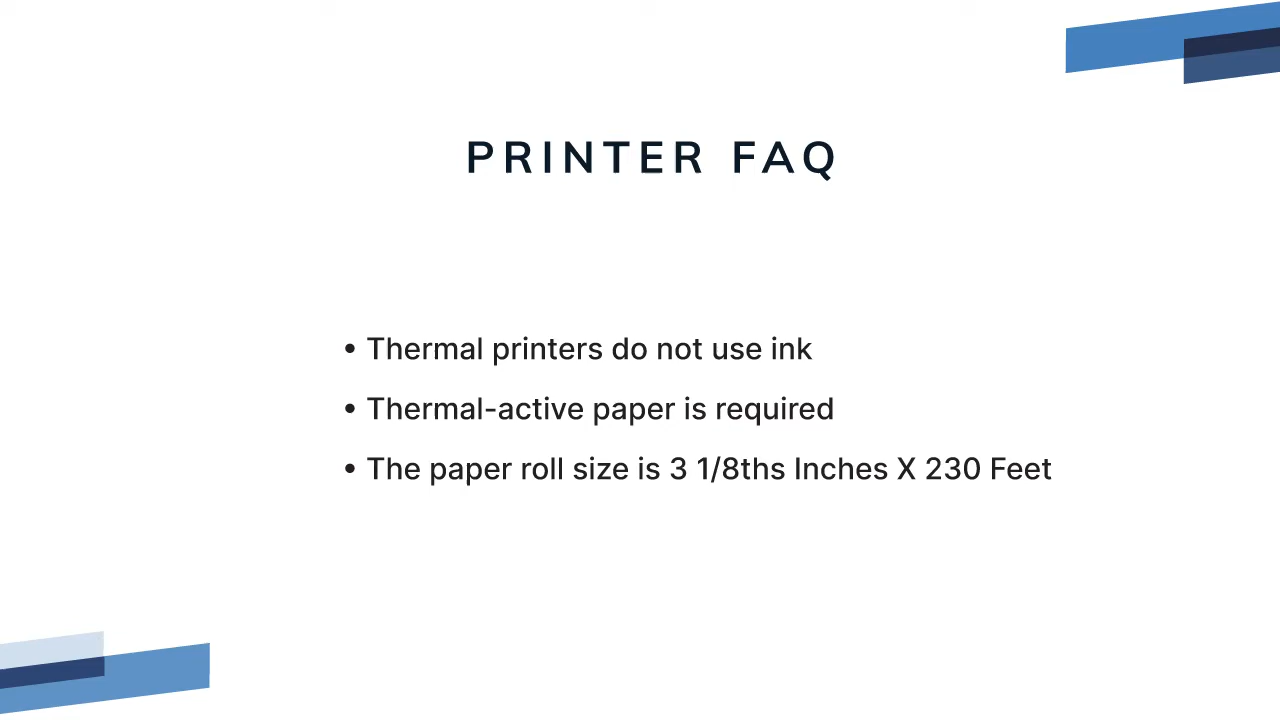 PRINTER FAQ
• Thermal printers do not use ink
• Thermal-active paper is required
• The paper roll size is 3 1/8ths Inches X 230 Feet